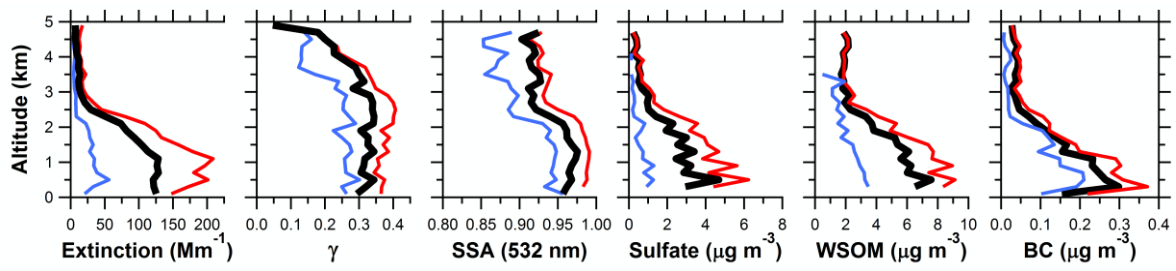 Altitude (km)
5
4
3
2
1
0
0 50 100 150 200
Extinction (Mm-1)
0.0 0.1 0.2 0.3 0.4
γ
0.80 0.85 0.90 0.95 1.00
SSA (532 nm)
0 2 4 6 8
Sulfate (μg m-3)
0 2 4 6 8 10
WSOM (μg m-3)
0.0 0.1 0.2 0.3 0.4
BC (μg m-3)